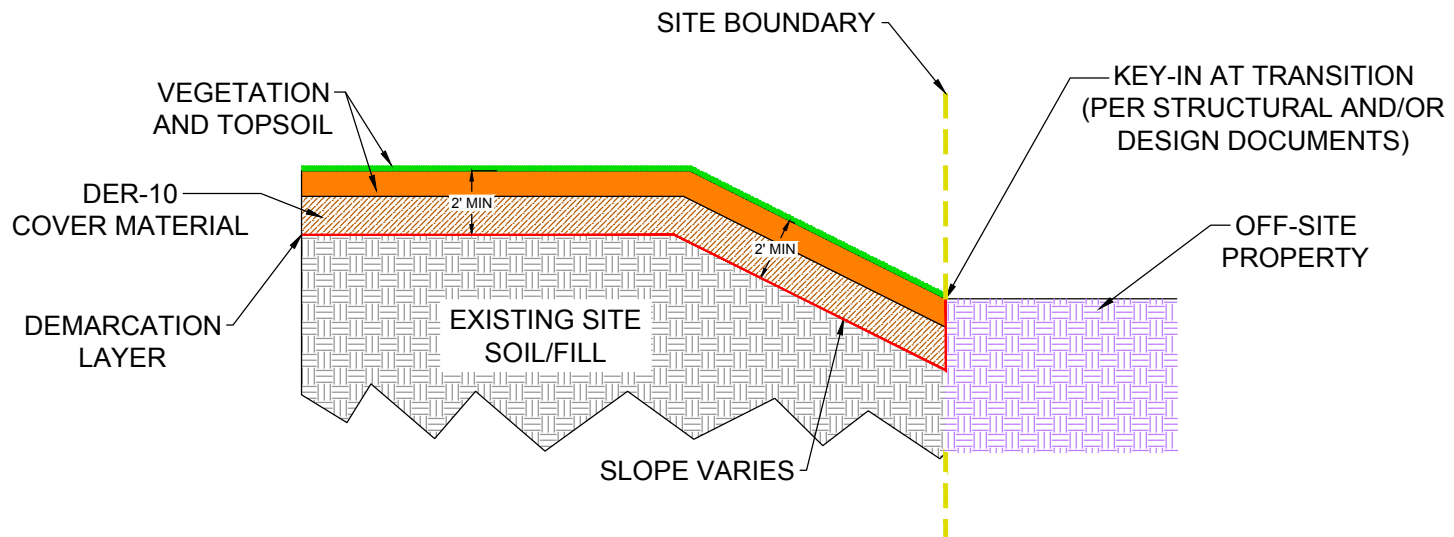 SITE BOUNDARY
VEGETATION
AND TOPSOIL
KEY-IN AT TRANSITION
(PER STRUCTURAL AND/OR
DESIGN DOCUMENTS)
DER-10
COVER MATERIAL
2' MIN
2' MIN
OFF-SITE
PROPERTY
DEMARCATION
LAYER
EXISTING SITE
SOIL/FILL
SLOPE VARIES